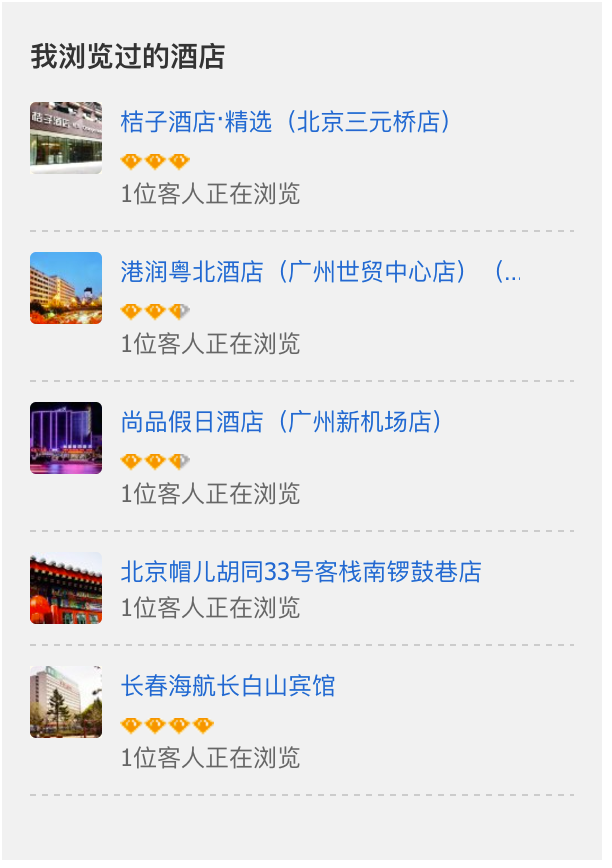 我浏览过的酒店
桔子酒店
桔子酒店·精选（北京三元桥店）
1位客人正在浏览
港润粤北酒店（广州世贸中心店）（...
1位客人正在浏览
尚品假日酒店（广州新机场店）
1位客人正在浏览
北京帽儿胡同33号客栈南锣鼓巷店
1位客人正在浏览
长春海航长白山宾馆
1位客人正在浏览